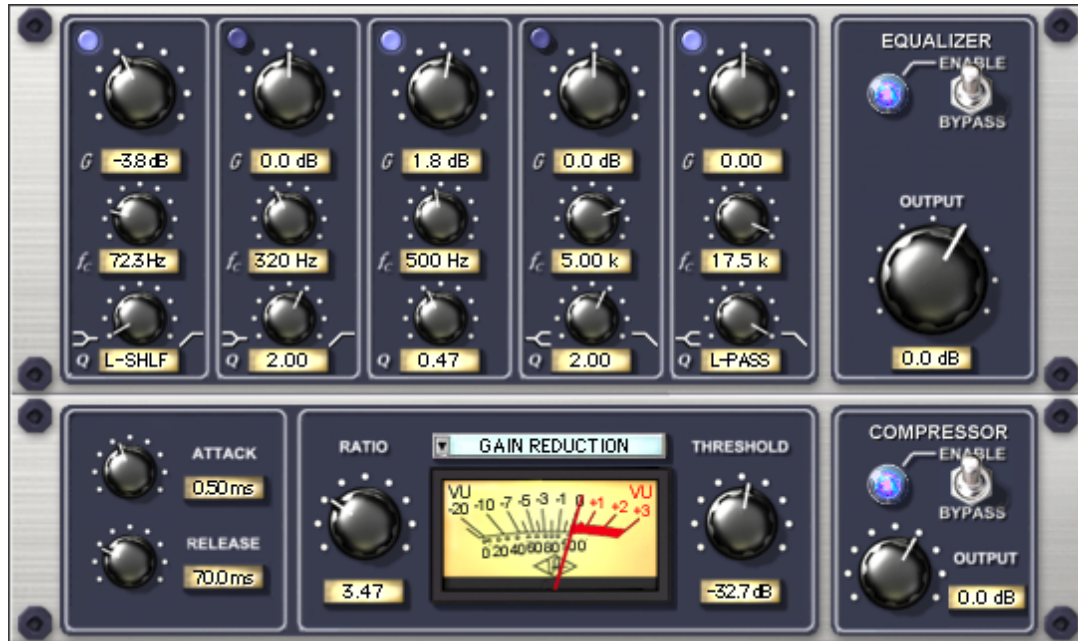 EQUALIZER
ENABLE
BYPASS
G -3.8 dB G 0.0 dB G 1.8 dB G 0.0 dB G 0.00
OUTPUT
fc 72.3 Hz fc 320 Hz fc 500 Hz fc 5.00 k fc 17.5 k
Q L-SHLF Q 2.00 Q 0.47 Q 2.00 Q L-PASS
0.0 dB
ATTACK
0.50 ms
RELEASE
70.0 ms
RATIO
3.47
GAIN REDUCTION
VU VU
-20 -10 -7 -5 -3 -1 0 +1 +2 +3
0 20 40 60 80 100
THRESHOLD
-32.7 dB
COMPRESSOR
ENABLE
BYPASS
OUTPUT
0.0 dB